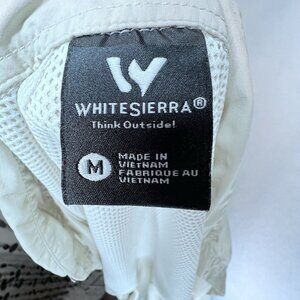 WHITESIERRA®
Think Outside!
M
MADE IN
VIETNAM
FABRIQUE AU
VIETNAM